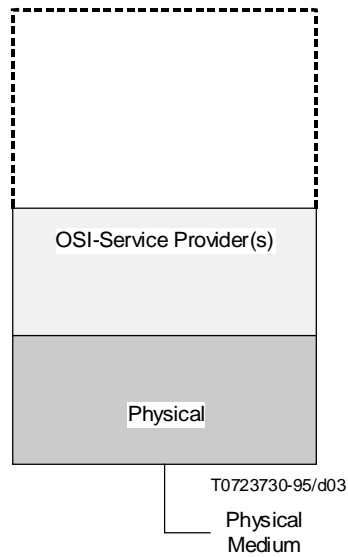 OSI-Service Provider(s)
Physical
T0723730-95/d03
Physical
Medium